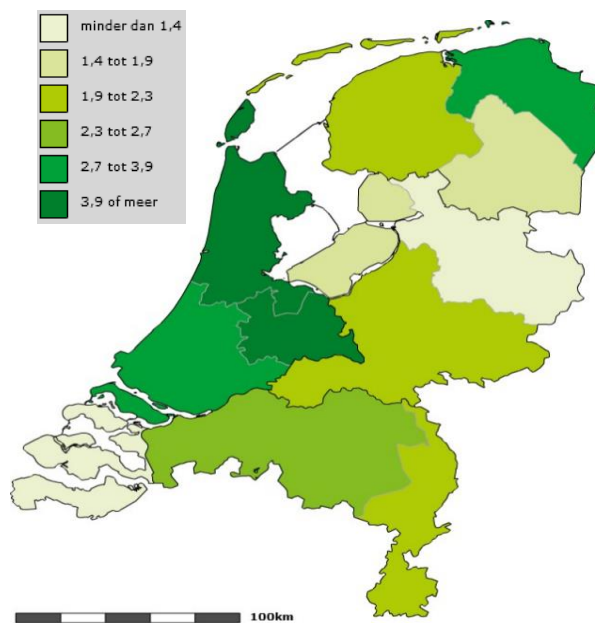 minder dan 1,4
1,4 tot 1,9
1,9 tot 2,3
2,3 tot 2,7
2,7 tot 3,9
3,9 of meer
100km